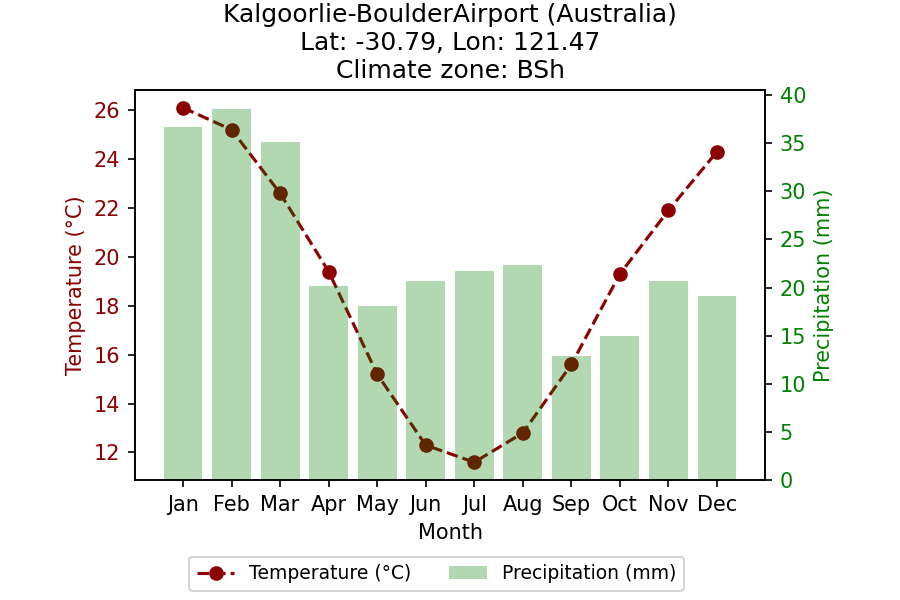 Kalgoorlie-BoulderAirport (Australia)
Lat: -30.79, Lon: 121.47
Climate zone: BSh
Temperature (°C)
26
24
22
20
18
16
14
12
40
35
30
25
20
15
10
5
0
Precipitation (mm)
Jan Feb Mar Apr May Jun Jul Aug Sep Oct Nov Dec
Month
Temperature (°C) Precipitation (mm)